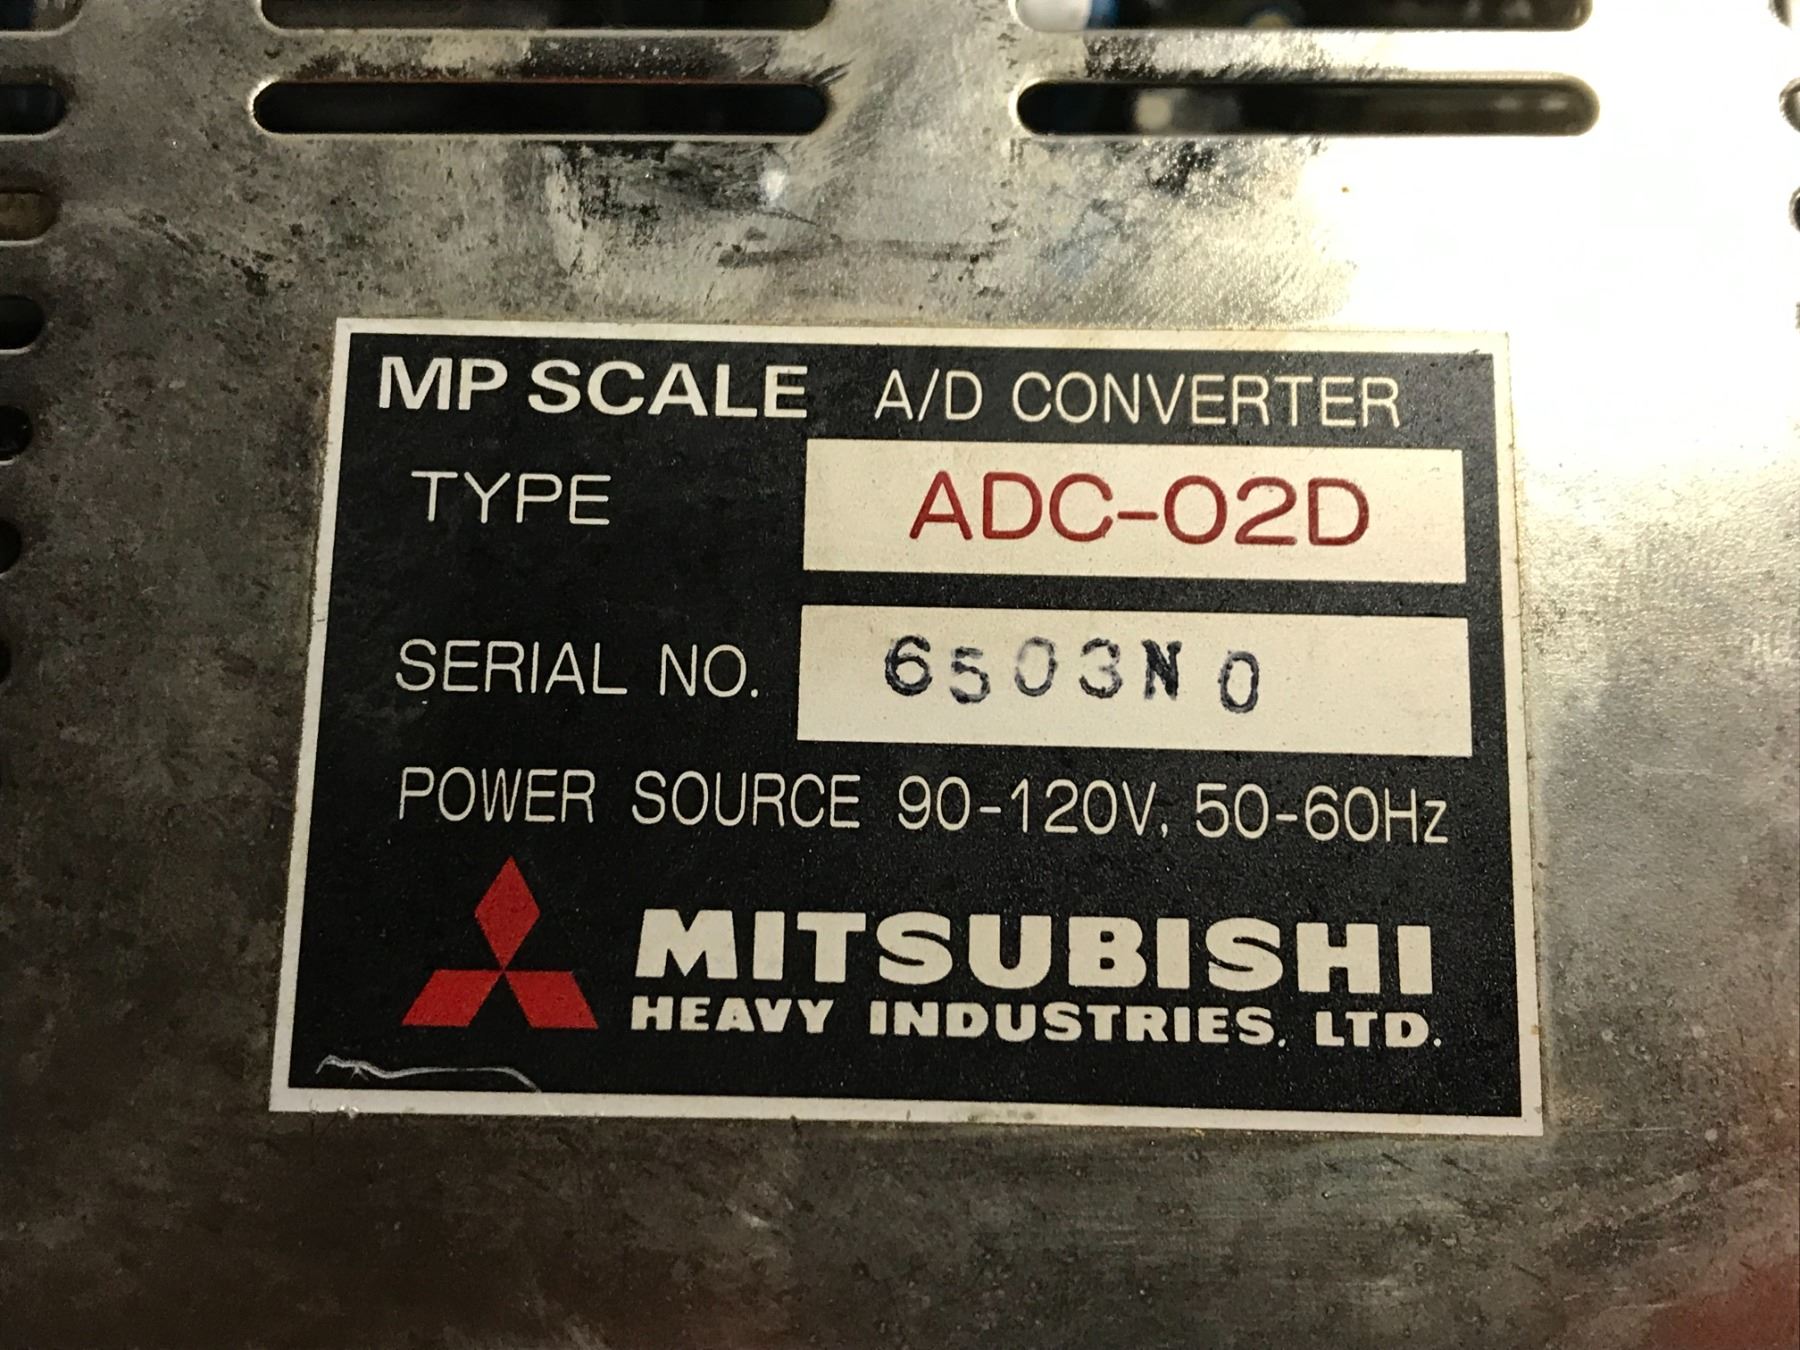 MP SCALE A/D CONVERTER
TYPE ADC-02D
SERIAL NO. 6503N0
POWER SOURCE 90-120V, 50-60Hz
MITSUBISHI
HEAVY INDUSTRIES, LTD.